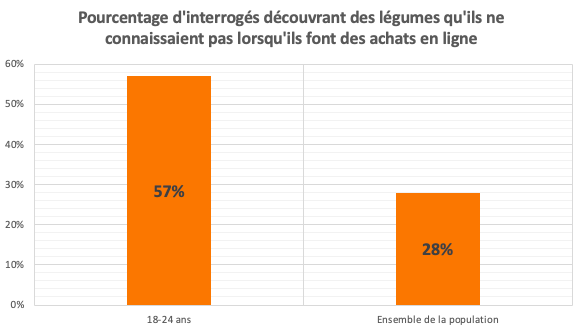 Pourcentage d'interrogés découvrant des légumes qu'ils ne
connaissaient pas lorsqu'ils font des achats en ligne
60%
50%
40%
30%
20%
10%
0%
57%
28%
18-24 ans
Ensemble de la population